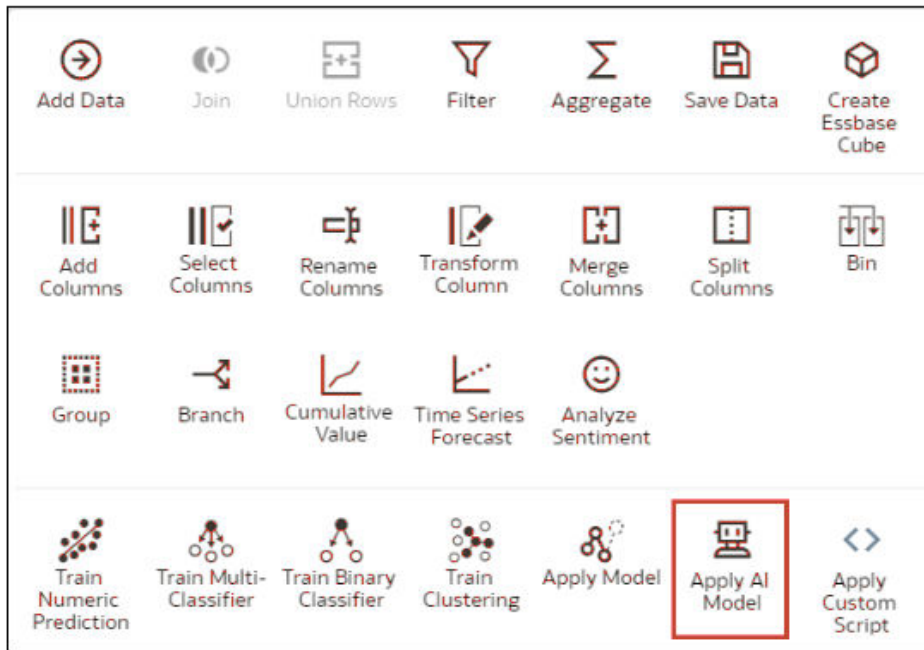 Add Data
Join
Union Rows
Filter
Aggregate
Save Data
Create
Essbase
Cube
Add
Columns
Select
Columns
Rename
Columns
Transform
Column
Merge
Columns
Split
Columns
Bin
Group
Branch
Cumulative
Value
Time Series
Forecast
Analyze
Sentiment
Train
Numeric
Prediction
Train Multi-
Classifier
Train Binary
Classifier
Train
Clustering
Apply Model
Apply AI
Model
Apply
Custom
Script